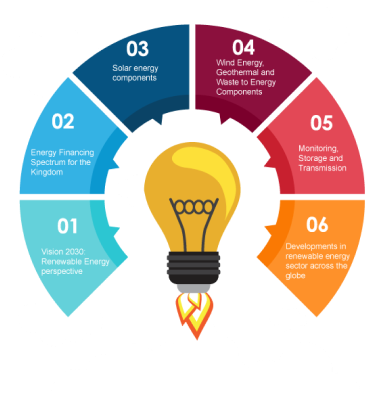 01
Vision 2030:
Renewable Energy
perspective
02
Energy Financing
Spectrum for the
Kingdom
03
Solar energy
components
04
Wind Energy,
Geothermal and
Waste to Energy
Components
05
Monitoring,
Storage and
Transmission
06
Developments in
renewable energy
sector across the
globe